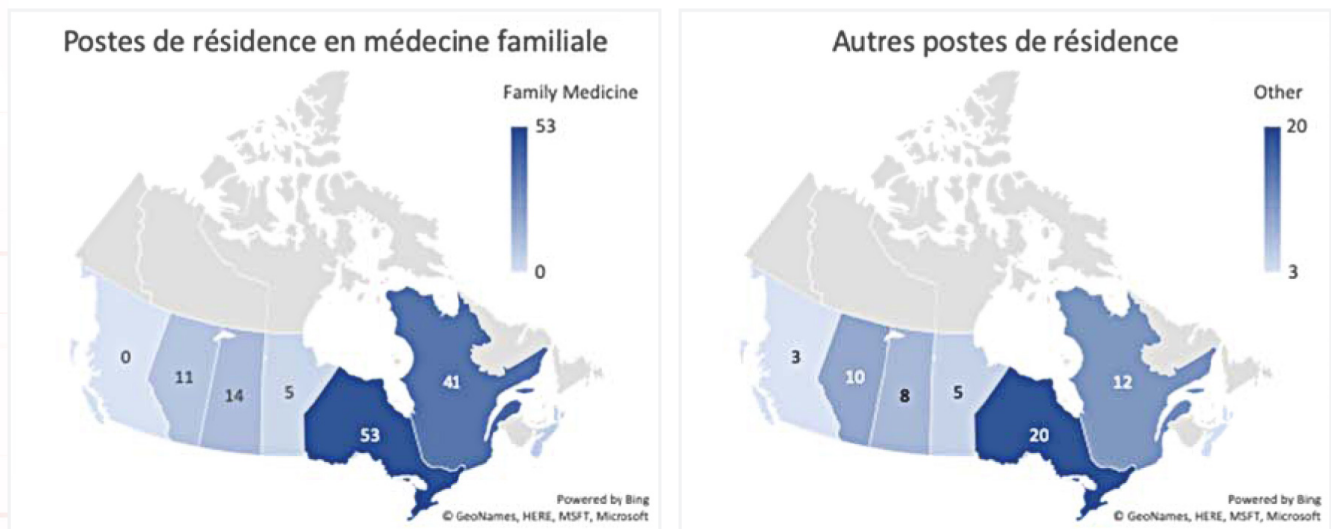 Postes de résidence en médecine familiale
Family Medicine
53
0
0
11
14
5
53
41
Powered by Bing
© GeoNames, HERE, MSFT, Microsoft
Autres postes de résidence
Other
20
3
3
10
8
5
20
12
Powered by Bing
© GeoNames, HERE, MSFT, Microsoft